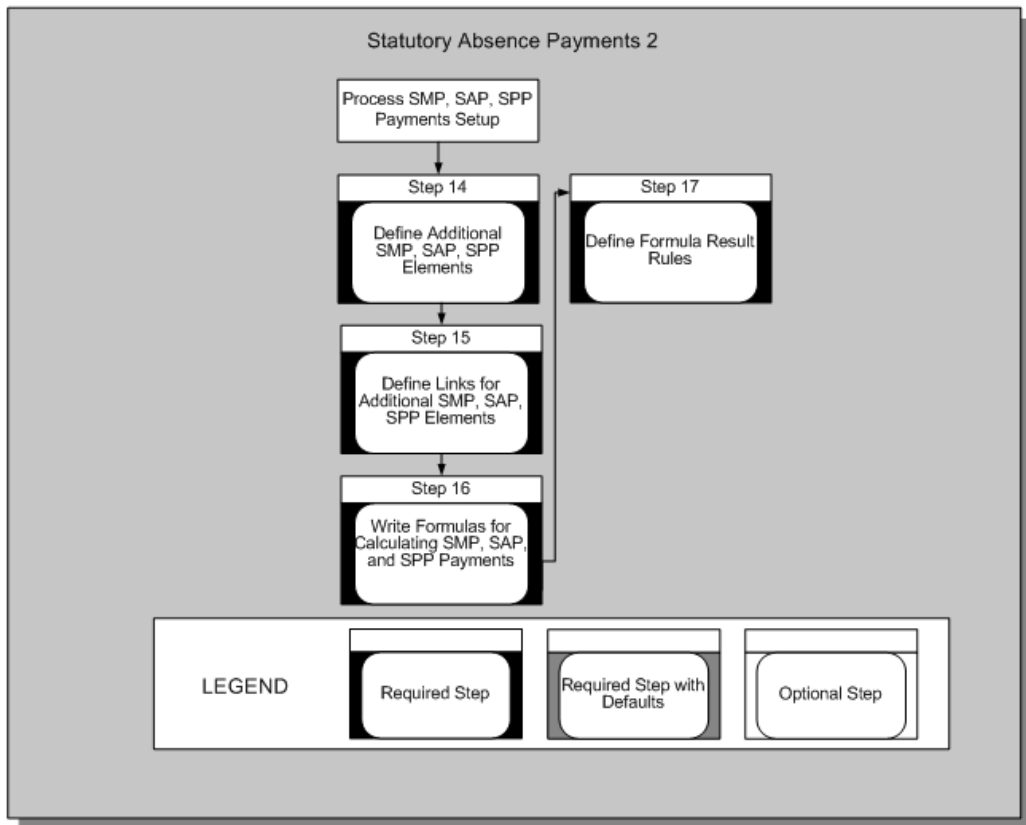 Statutory Absence Payments 2
Process SMP, SAP, SPP
Payments Setup
Step 14
Define Additional
SMP, SAP, SPP
Elements
Step 15
Define Links for
Additional SMP, SAP,
SPP Elements
Step 16
Write Formulas for
Calculating SMP, SAP,
and SPP Payments
Step 17
Define Formula Result
Rules
LEGEND
Required Step
Required Step with
Defaults
Optional Step